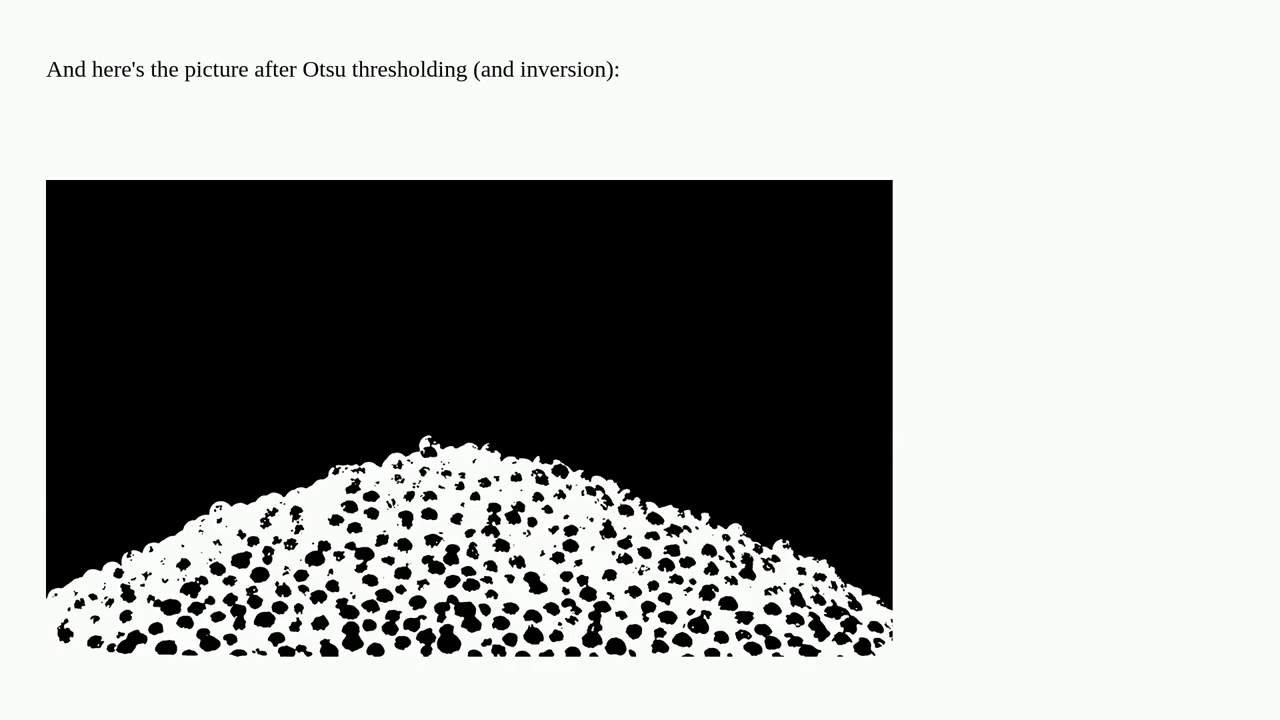 And here's the picture after Otsu thresholding (and inversion):